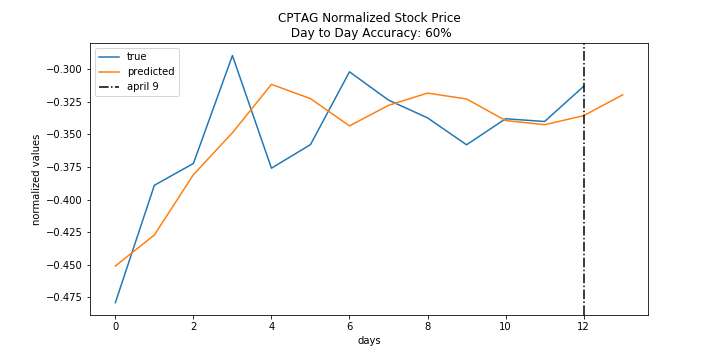 CPTAG Normalized Stock Price
Day to Day Accuracy: 60%
true
predicted
april 9
normalized values
−0.300
−0.325
−0.350
−0.375
−0.400
−0.425
−0.450
−0.475
0 2 4 6 8 10 12
days